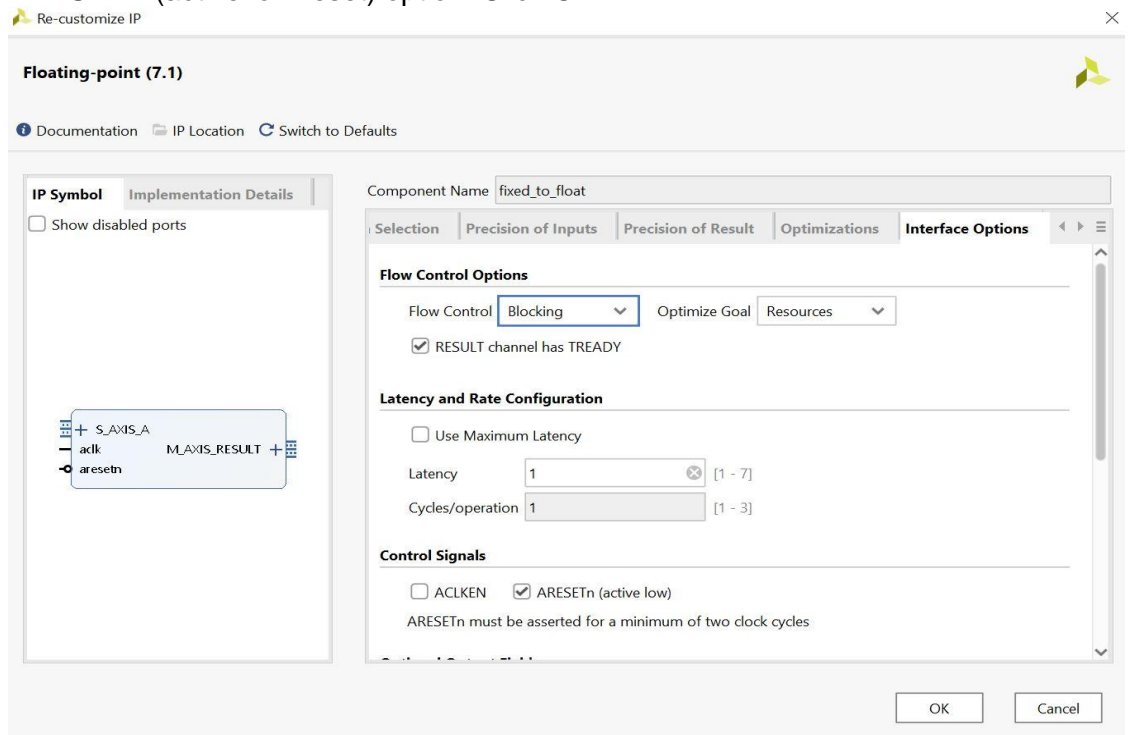 Re-customize IP
Floating-point (7.1)
Documentation IP Location Switch to Defaults
IP Symbol Implementation Details
Show disabled ports
S_AXIS_A
aclk M_AXIS_RESULT
aresetn
Component Name fixed_to_float
Selection Precision of Inputs Precision of Result Optimizations Interface Options
Flow Control Options
Flow Control Blocking Optimize Goal Resources
RESULT channel has TREADY
Latency and Rate Configuration
Use Maximum Latency
Latency 1 [1 - 7]
Cycles/operation 1 [1 - 3]
Control Signals
ACLKEN ARESETn (active low)
ARESETn must be asserted for a minimum of two clock cycles
OK Cancel